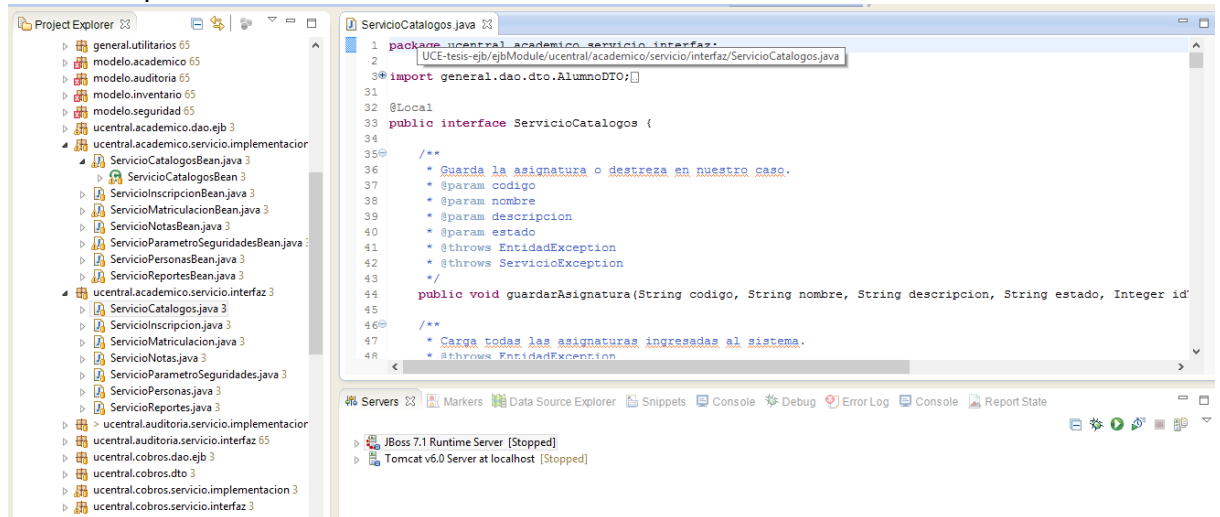 Project Explorer
general.utilitarios 65
modelo.academico 65
modelo.auditoria 65
modelo.inventario 65
modelo.seguridad 65
ucentral.academico.dao.ejb 3
ucentral.academico.servicio.implementacion
ServicioCatalogosBean.java 3
ServicioCatalogosBean 3
ServicioInscripcionBean.java 3
ServicioMatriculacionBean.java 3
ServicioNotasBean.java 3
ServicioParametroSeguridadesBean.java 3
ServicioPersonasBean.java 3
ServicioReportesBean.java 3
ucentral.academico.servicio.interfaz 3
ServicioCatalogos.java 3
ServicioInscripcion.java 3
ServicioMatriculacion.java 3
ServicioNotas.java 3
ServicioParametroSeguridades.java 3
ServicioPersonas.java 3
ServicioReportes.java 3
> ucentral.auditoria.servicio.implementacion
ucentral.auditoria.servicio.interfaz 65
ucentral.cobros.dao.ejb 3
ucentral.cobros.dto 3
ucentral.cobros.servicio.implementacion 3
ucentral.cobros.servicio.interfaz 3
ServicioCatalogos.java
1 package ucentral.academico.servicio.interfaz;
UCE-tesis-ejb/ejbModule/ucentral/academico/servicio/interfaz/ServicioCatalogos.java
2
3 import general.dao.dto.AlumnoDTO;
31
32 @Local
33 public interface ServicioCatalogos {
34
35 /**
36 * Guarda la asignatura o destreza en nuestro caso.
37 * @param codigo
38 * @param nombre
39 * @param descripcion
40 * @param estado
41 * @throws EntidadException
42 * @throws ServicioException
43 */
44 public void guardarAsignatura(String codigo, String nombre, String descripcion, String estado, Integer id
45
46 /**
47 * Carga todas las asignaturas ingresadas al sistema.
48 * @throws EntidadException
Servers Markers Data Source Explorer Snippets Console Debug Error Log Console Report State
JBoss 7.1 Runtime Server [Stopped]
Tomcat v6.0 Server at localhost [Stopped]